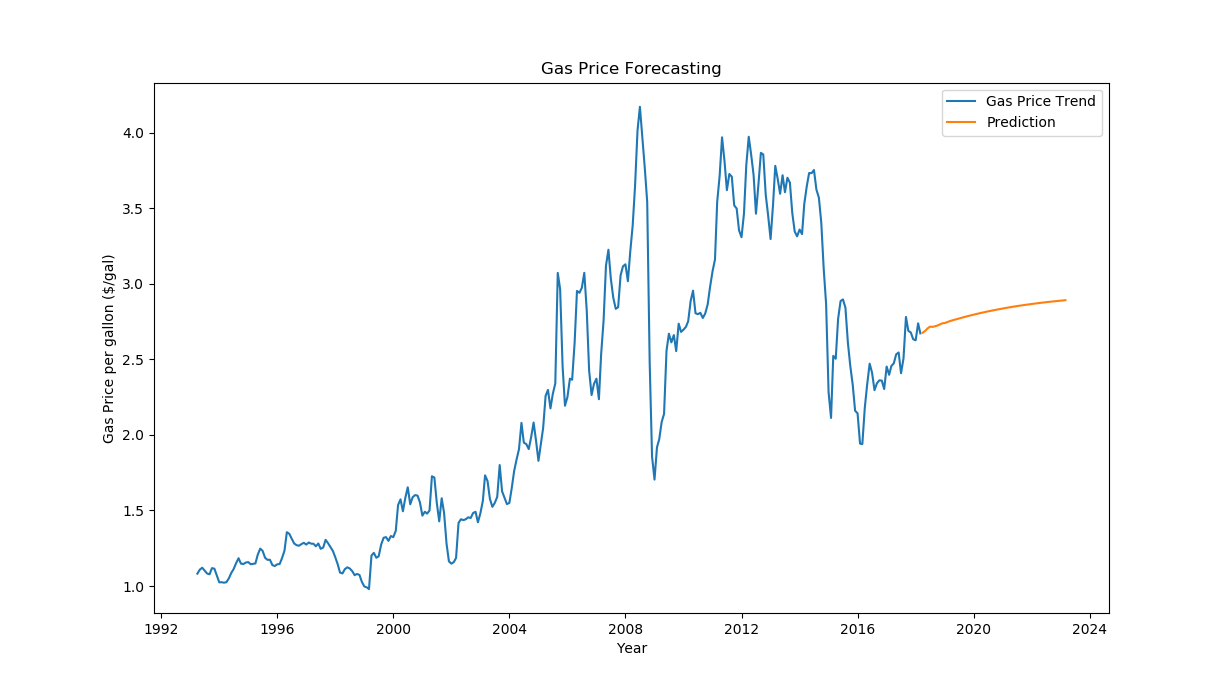 Gas Price Forecasting
Gas Price Trend
Prediction
Gas Price per gallon ($/gal)
4.0
3.5
3.0
2.5
2.0
1.5
1.0
1992 1996 2000 2004 2008 2012 2016 2020 2024
Year